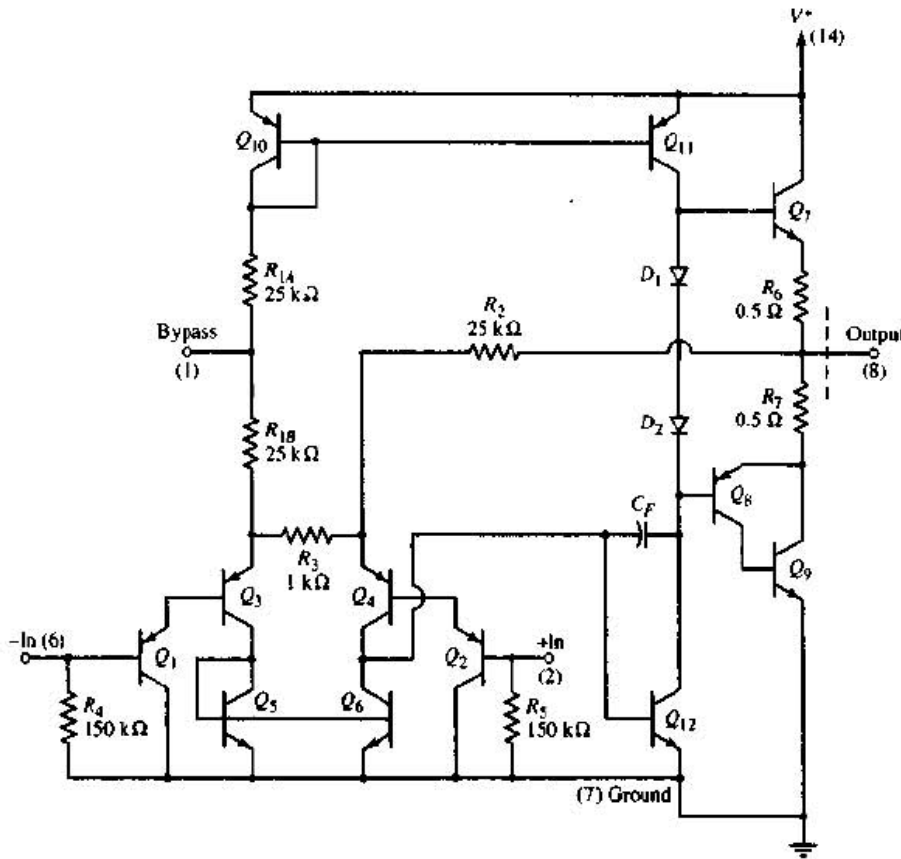 V+
(14)
Q10
Q11
Q7
R1A
25 kΩ
D1
R6
0.5 Ω
R2
25 kΩ
Bypass
(1)
Output
(8)
R7
0.5 Ω
R1B
25 kΩ
D2
Q8
CF
R3
1 kΩ
Q9
Q3
Q4
−In (6)
Q1
Q2
+In
(2)
R4
150 kΩ
Q5
Q6
R5
150 kΩ
Q12
(7) Ground